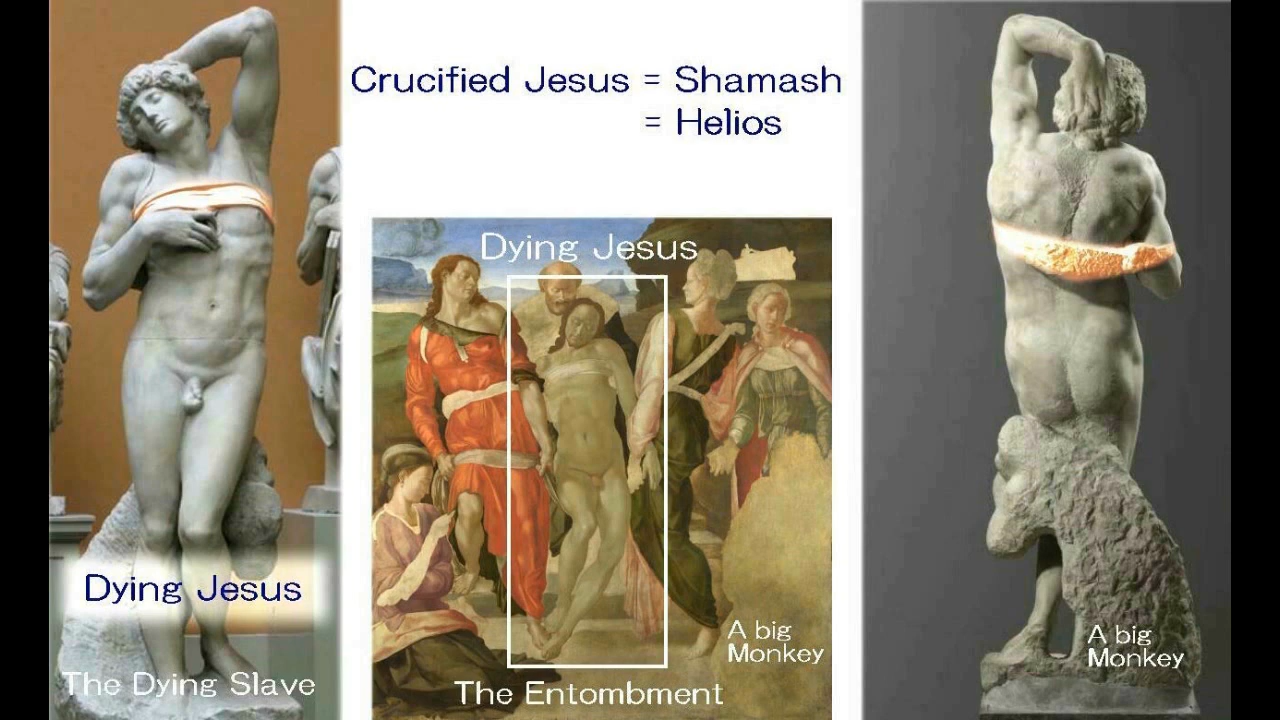 Crucified Jesus = Shamash
= Helios
Dying Jesus
Dying Jesus
The Dying Slave
A big
Monkey
The Entombment
A big
Monkey